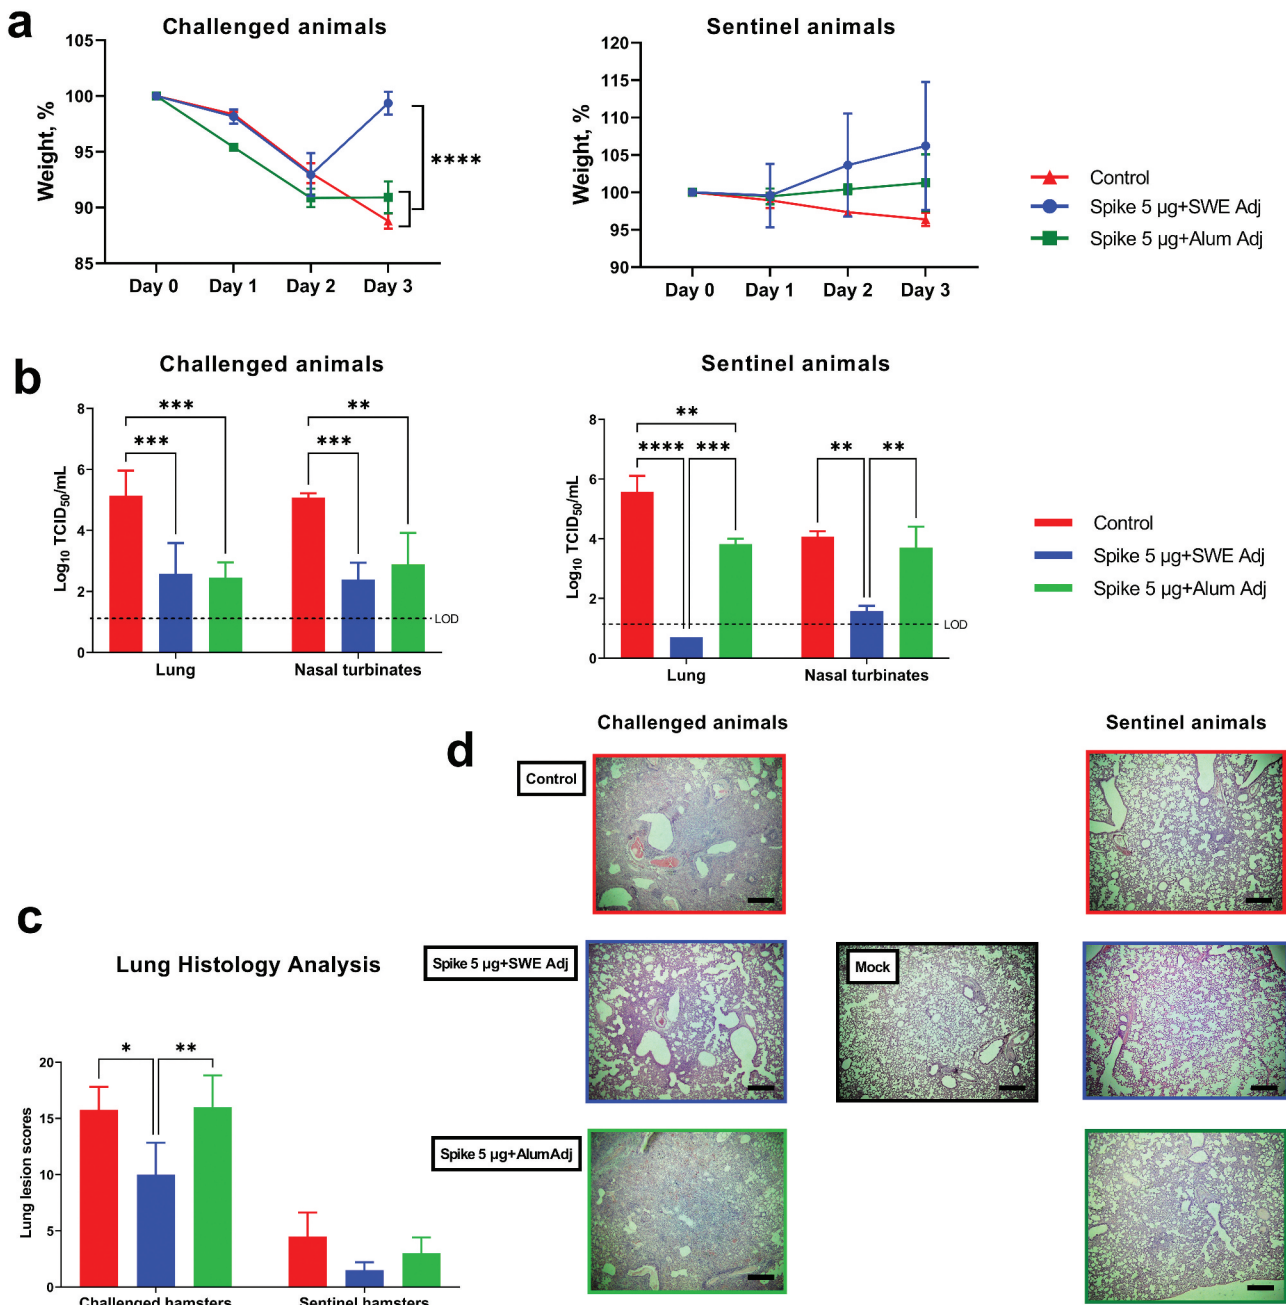 a
Challenged animals
Sentinel animals
Weight, %
105
100
95
90
85
Day 0 Day 1 Day 2 Day 3
****
Weight, %
120
115
110
105
100
95
90
Day 0 Day 1 Day 2 Day 3
Control
Spike 5 µg+SWE Adj
Spike 5 µg+Alum Adj
b
Challenged animals
Sentinel animals
Log10 TCID50/mL
8
6
4
2
0
***
***
**
***
LOD
Lung Nasal turbinates
Log10 TCID50/mL
8
6
4
2
0
**
**** ***
** **
LOD
Lung Nasal turbinates
Control
Spike 5 µg+SWE Adj
Spike 5 µg+Alum Adj
c
Lung Histology Analysis
Lung lesion scores
20
15
10
5
0
* **
Challenged hamsters Sentinel hamsters
d
Challenged animals
Sentinel animals
Control
Spike 5 µg+SWE Adj
Mock
Spike 5 µg+AlumAdj